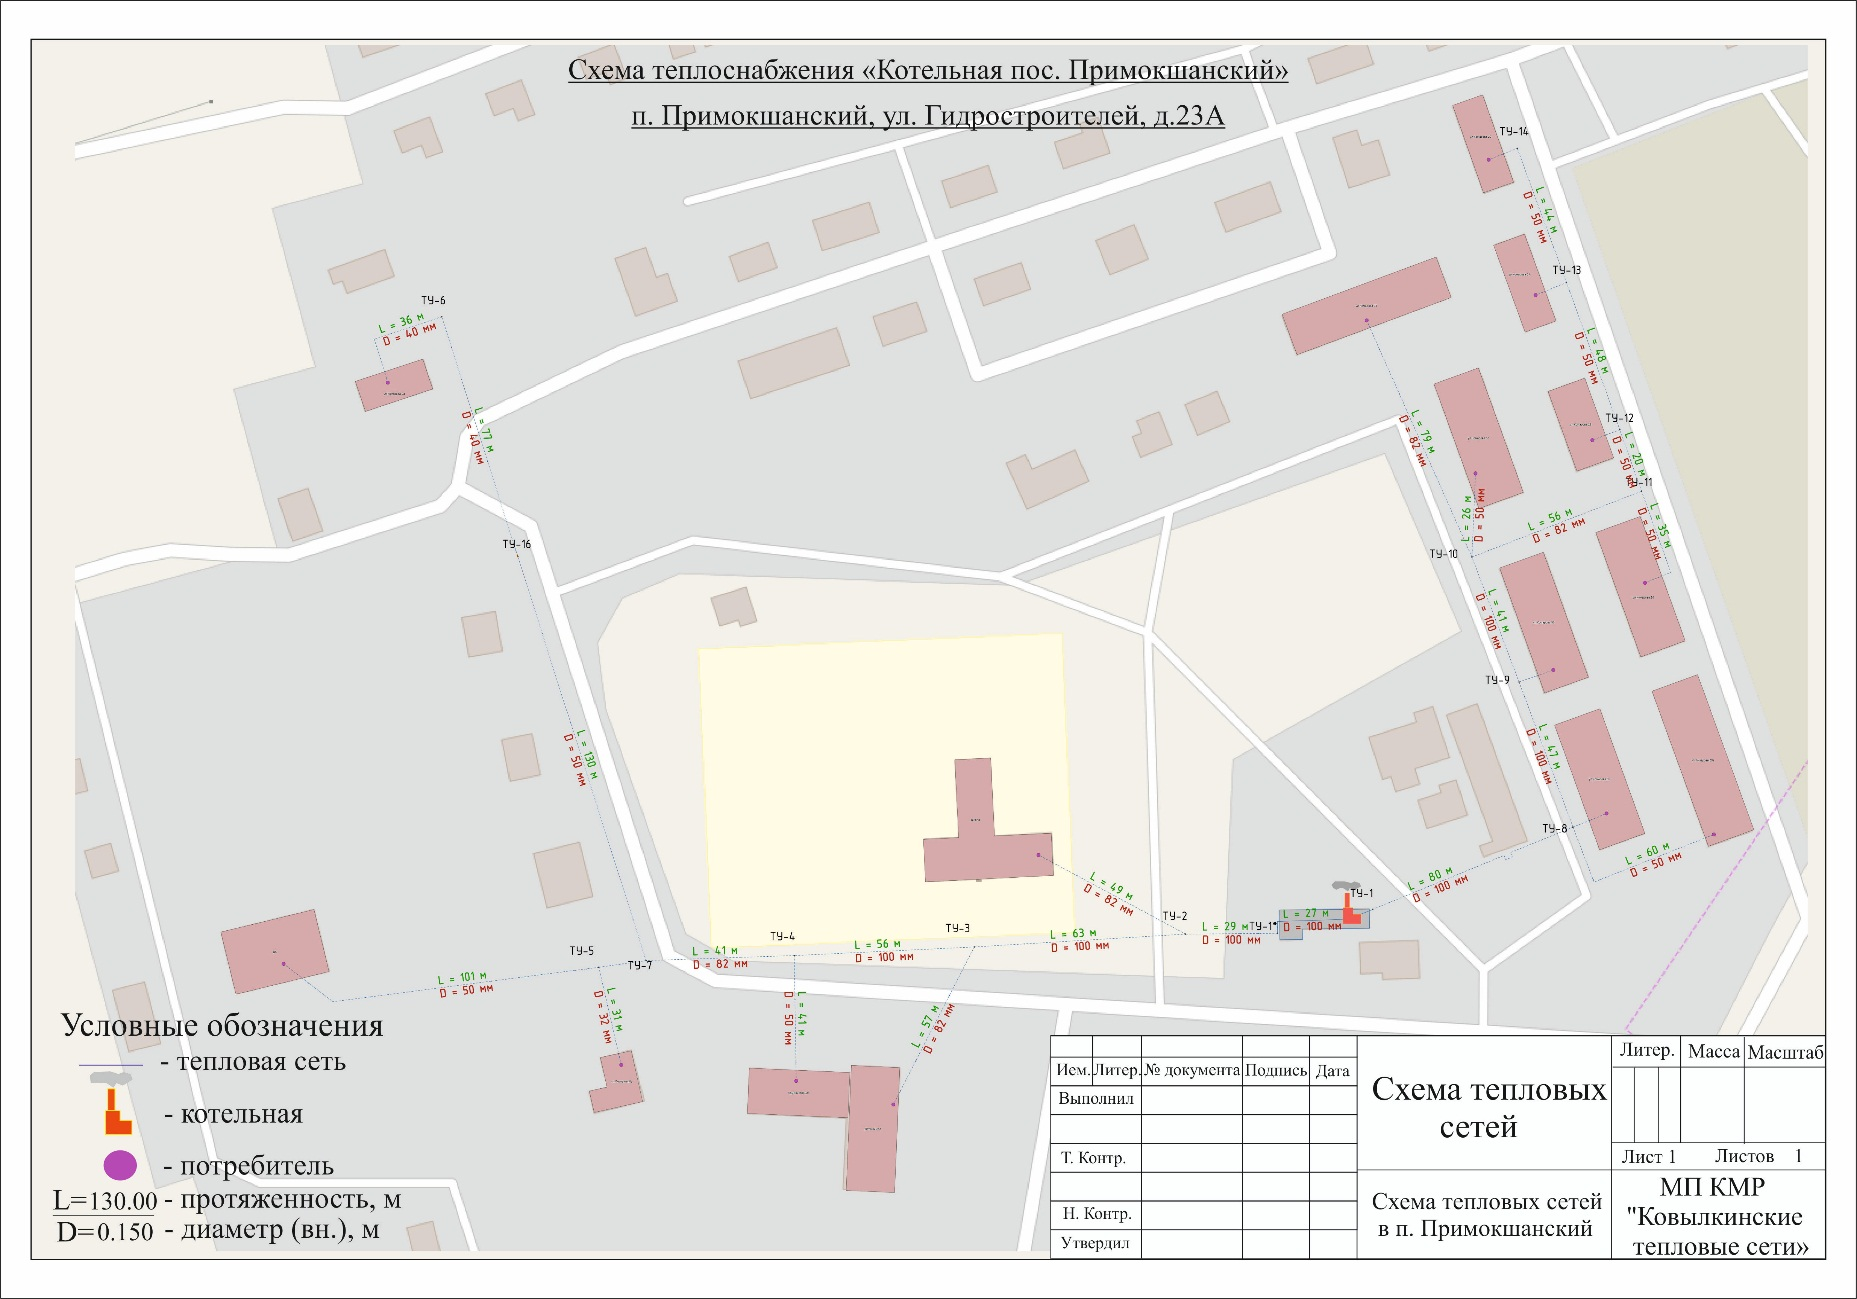 Схема теплоснабжения «Котельная пос. Примокшанский»
п. Примокшанский, ул. Гидростроителей, д.23А
ТУ-14
L = 44 м
D = 50 мм
ТУ-13
L = 48 м
D = 50 мм
ТУ-12
L = 20 м
D = 50 мм
ТУ-11
L = 35 м
D = 50 мм
L = 56 м
D = 82 мм
L = 79 м
D = 82 мм
L = 26 м
D = 50 мм
ТУ-10
L = 41 м
D = 100 мм
ТУ-9
L = 47 м
D = 100 мм
ТУ-8
L = 60 м
D = 50 мм
L = 80 м
D = 100 мм
ТУ-6
L = 36 м
D = 40 мм
L = 77 м
D = 40 мм
ТУ-16
L = 130 м
D = 50 мм
ТУ-1
L = 27 м
D = 100 мм
ТУ-1*
L = 29 м
D = 100 мм
ТУ-2
L = 49 м
D = 82 мм
L = 63 м
D = 100 мм
ТУ-3
L = 56 м
D = 100 мм
L = 57 м
D = 82 мм
ТУ-4
L = 41 м
D = 82 мм
L = 41 м
D = 50 мм
ТУ-7
ТУ-5
L = 101 м
D = 50 мм
L = 31 м
D = 32 мм
Условные обозначения
- тепловая сеть
- котельная
- потребитель
L=130.00 - протяженность, м
D=0.150 - диаметр (вн.), м
Ием. Литер. № документа Подпись Дата
Выполнил
Т. Контр.
Н. Контр.
Утвердил
Схема тепловых
сетей
Схема тепловых сетей
в п. Примокшанский
Литер. Масса Масштаб
Лист 1 Листов 1
МП КМР
"Ковылкинские
тепловые сети»